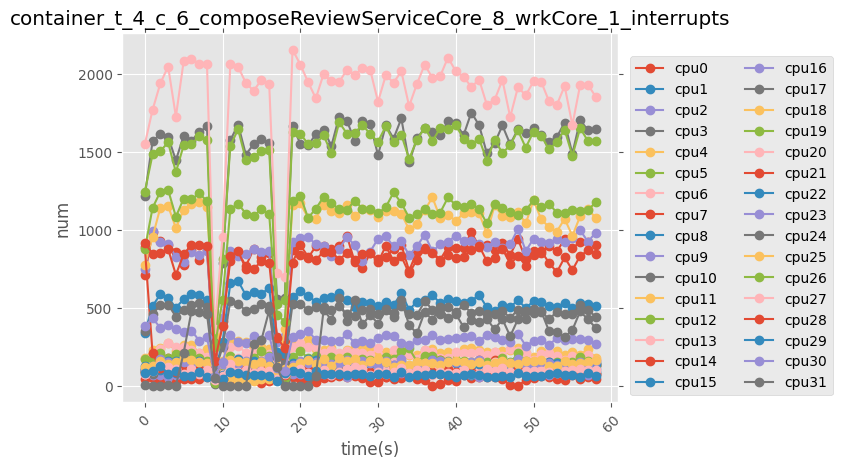 container_t_4_c_6_composeReviewServiceCore_8_wrkCore_1_interrupts
2000
1500
1000
500
0
num
0
10
20
30
40
50
60
time(s)
cpu0
cpu1
cpu2
cpu3
cpu4
cpu5
cpu6
cpu7
cpu8
cpu9
cpu10
cpu11
cpu12
cpu13
cpu14
cpu15
cpu16
cpu17
cpu18
cpu19
cpu20
cpu21
cpu22
cpu23
cpu24
cpu25
cpu26
cpu27
cpu28
cpu29
cpu30
cpu31